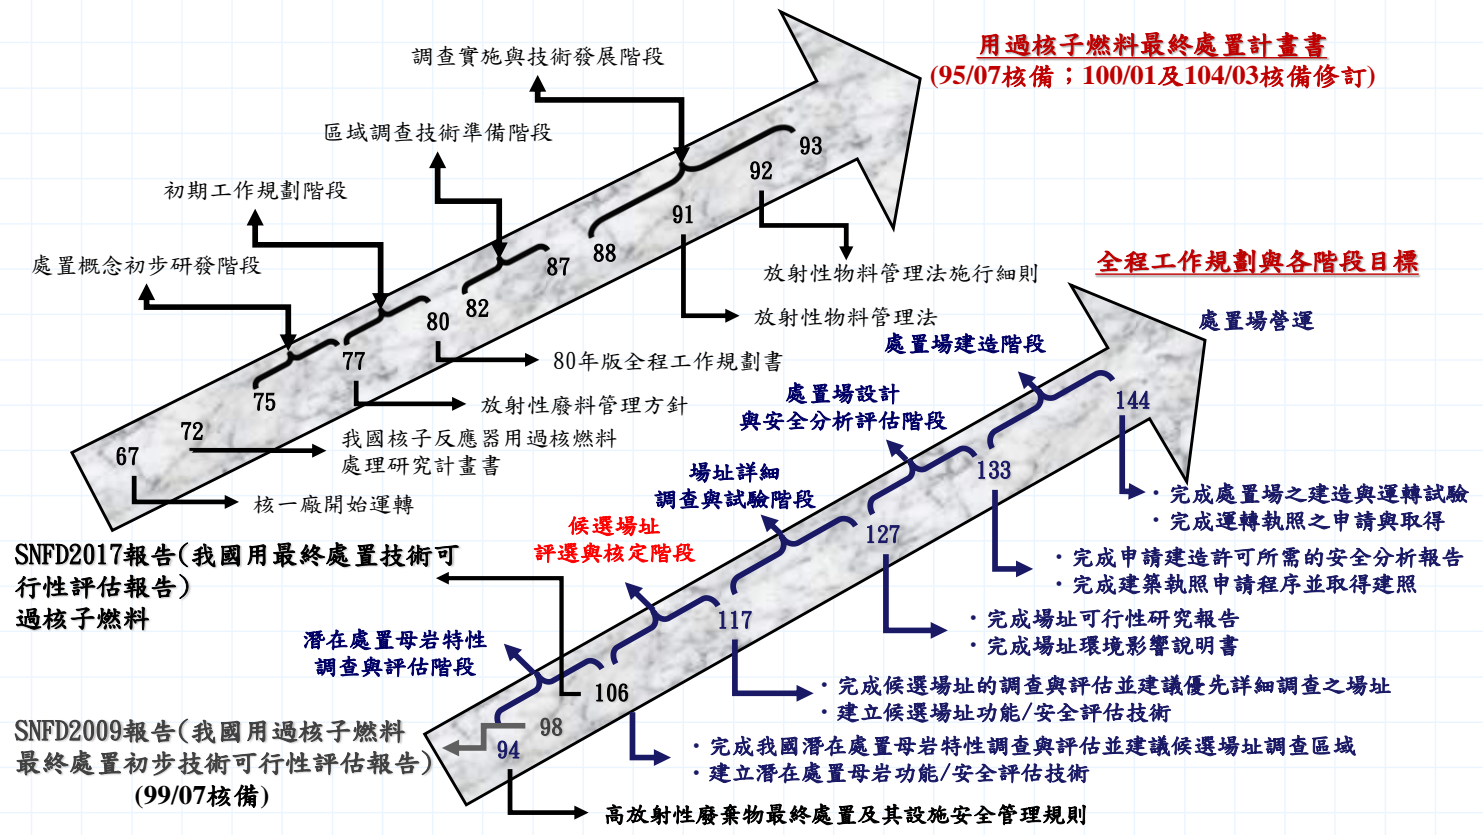 調查實施與技術發展階段
區域調查技術準備階段
初期工作規劃階段
處置概念初步研發階段
用過核子燃料最終處置計畫書
(95/07核備；100/01及104/03核備修訂)
67
72
75
77
80
82
87
88
91
92
93
放射性物料管理法施行細則
放射性物料管理法
80年版全程工作規劃書
放射性廢料管理方針
我國核子反應器用過核燃料
處理研究計畫書
核一廠開始運轉
全程工作規劃與各階段目標
處置場營運
處置場建造階段
處置場設計
與安全分析評估階段
場址詳細
調查與試驗階段
候選場址
評選與核定階段
潛在處置母岩特性
調查與評估階段
SNFD2017報告(我國用最終處置技術可
行性評估報告)
過核子燃料
SNFD2009報告(我國用過核子燃料
最終處置初步技術可行性評估報告)
(99/07核備)
94
98
106
117
127
133
144
·完成處置場之建造與運轉試驗
·完成運轉執照之申請與取得
·完成申請建造許可所需的安全分析報告
·完成建築執照申請程序並取得建照
·完成場址可行性研究報告
·完成場址環境影響說明書
·完成候選場址的調查與評估並建議優先詳細調查之場址
·建立候選場址功能/安全評估技術
·完成我國潛在處置母岩特性調查與評估並建議候選場址調查區域
·建立潛在處置母岩功能/安全評估技術
高放射性廢棄物最終處置及其設施安全管理規則